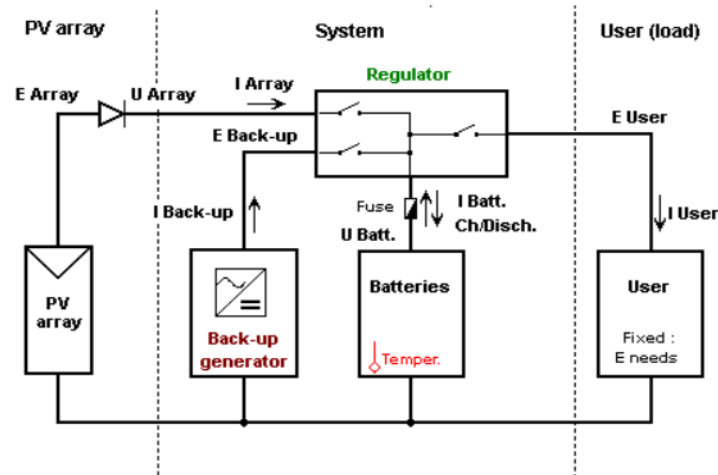 PV array
System
User (load)
Regulator
E Array
U Array
I Array
E User
E Back-up
I Back-up
Fuse
I Batt.
Ch/Disch.
I User
U Batt.
PV
array
Back-up
generator
Batteries
Temper.
User
Fixed :
E needs